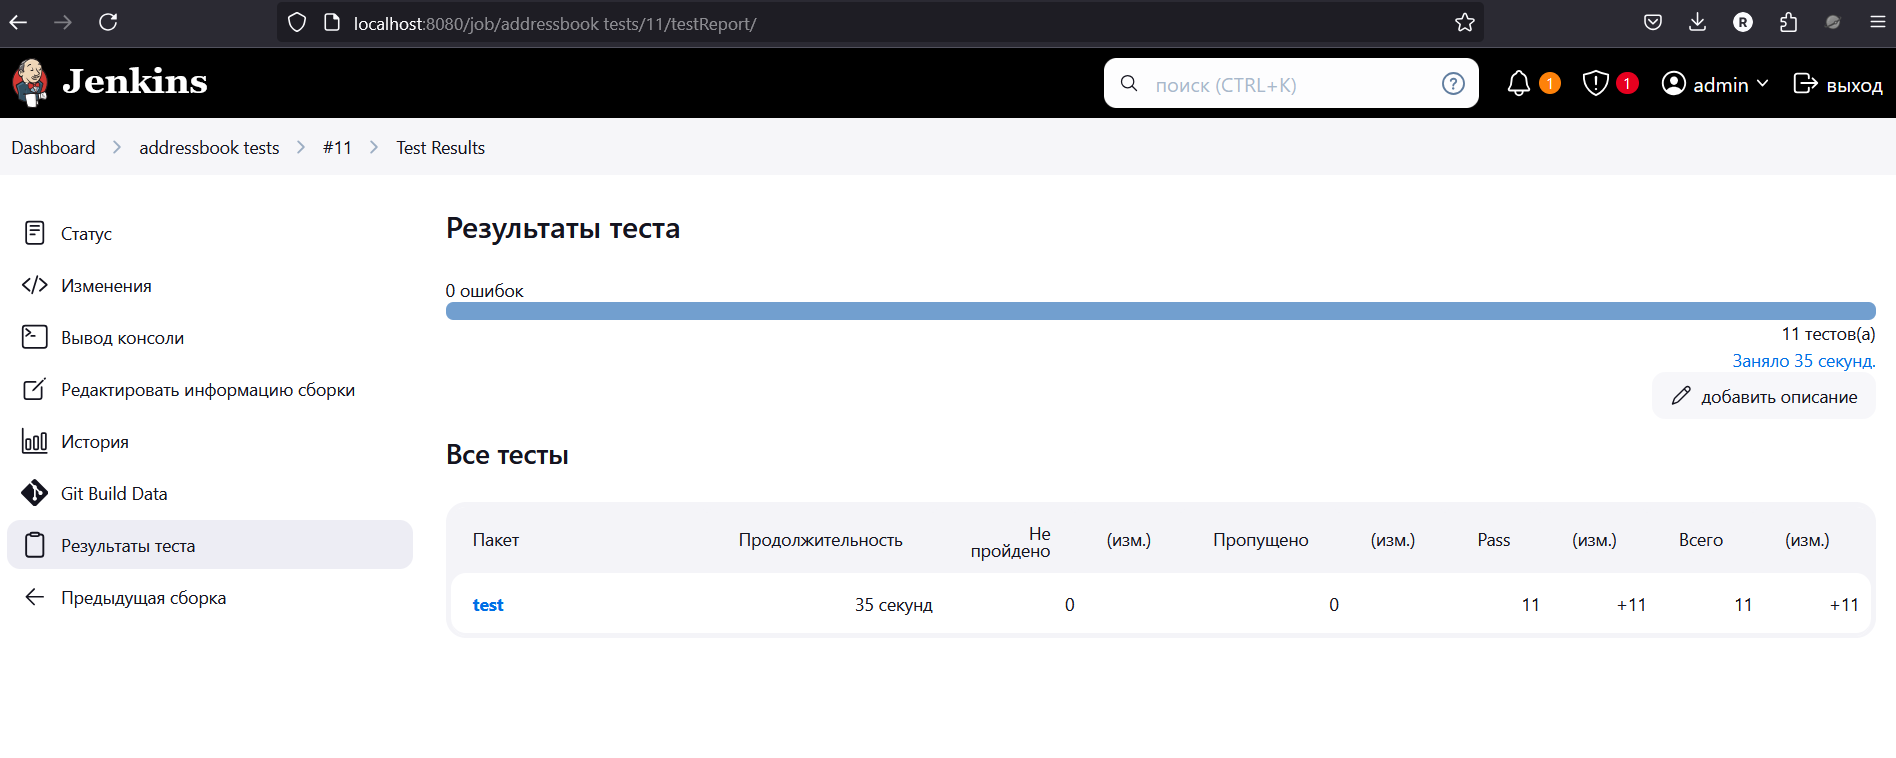 localhost:8080/job/addressbook tests/11/testReport/
R
Jenkins
поиск (CTRL+K)
?
1
1
admin
выход
Dashboard
addressbook tests
#11
Test Results
Статус
Изменения
Вывод консоли
Редактировать информацию сборки
История
Git Build Data
Результаты теста
Предыдущая сборка
Результаты теста
0 ошибок
11 тестов(а)
Заняло 35 секунд.
добавить описание
Все тесты
Пакет Продолжительность Не пройдено (изм.) Пропущено (изм.) Pass (изм.) Всего (изм.)
test 35 секунд 0 0 11 +11 11 +11